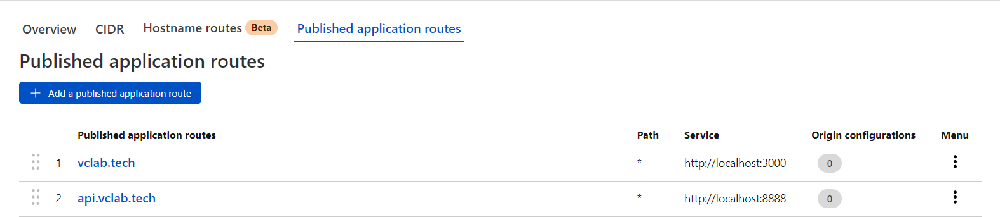 Overview CIDR Hostname routes Beta Published application routes
Published application routes
Add a published application route
Published application routes Path Service Origin configurations Menu
1 vclab.tech * http://localhost:3000 0
2 api.vclab.tech * http://localhost:8888 0